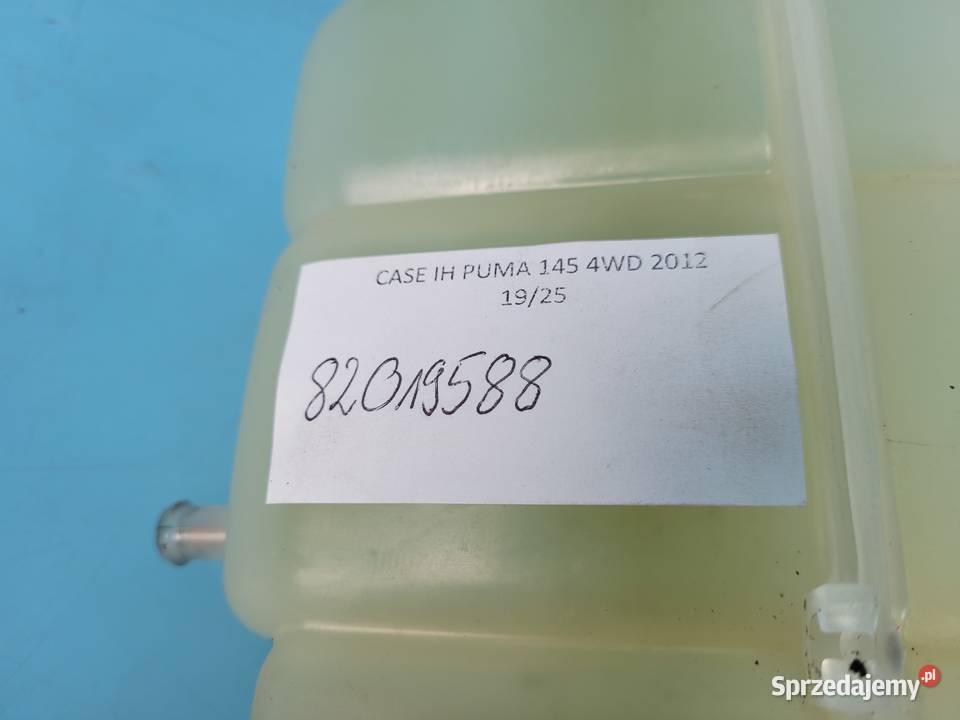 CASE IH PUMA 145 4WD 2012
19/25
82019588
Sprzedajemy.pl